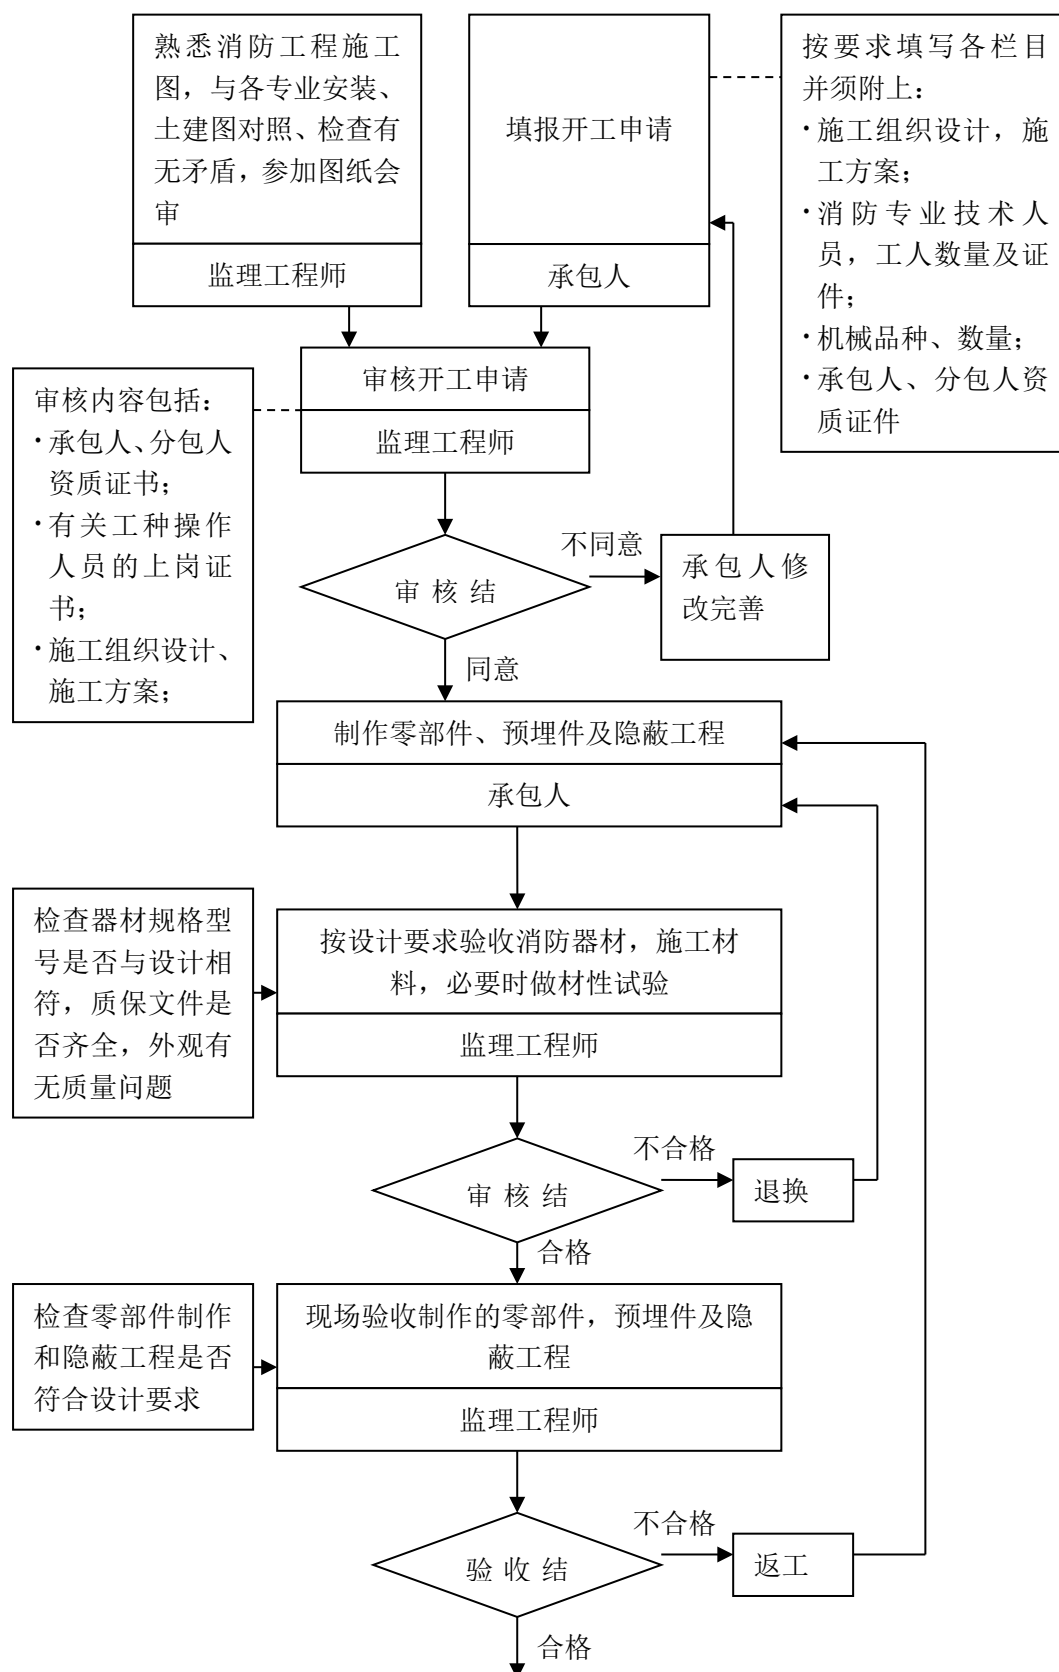 熟悉消防工程施工
图，与各专业安装、
土建图对照、检查有
无矛盾，参加图纸会
审
监理工程师
填报开工申请
承包人
按要求填写各栏目
并须附上：
·施工组织设计，施
工方案；
·消防专业技术人
员，工人数量及证
件；
·机械品种、数量；
·承包人、分包人资
质证件
审核开工申请
监理工程师
审核内容包括：
·承包人、分包人
资质证书；
·有关工种操作
人员的上岗证
书；
·施工组织设计、
施工方案；
审核结
不同意
承包人修
改完善
同意
制作零部件、预埋件及隐蔽工程
承包人
检查器材规格型
号是否与设计相
符，质保文件是
否齐全，外观有
无质量问题
按设计要求验收消防器材，施工材
料，必要时做材性试验
监理工程师
审核结
不合格
退换
合格
检查零部件制作
和隐蔽工程是否
符合设计要求
现场验收制作的零部件，预埋件及隐
蔽工程
监理工程师
验收结
不合格
返工
合格